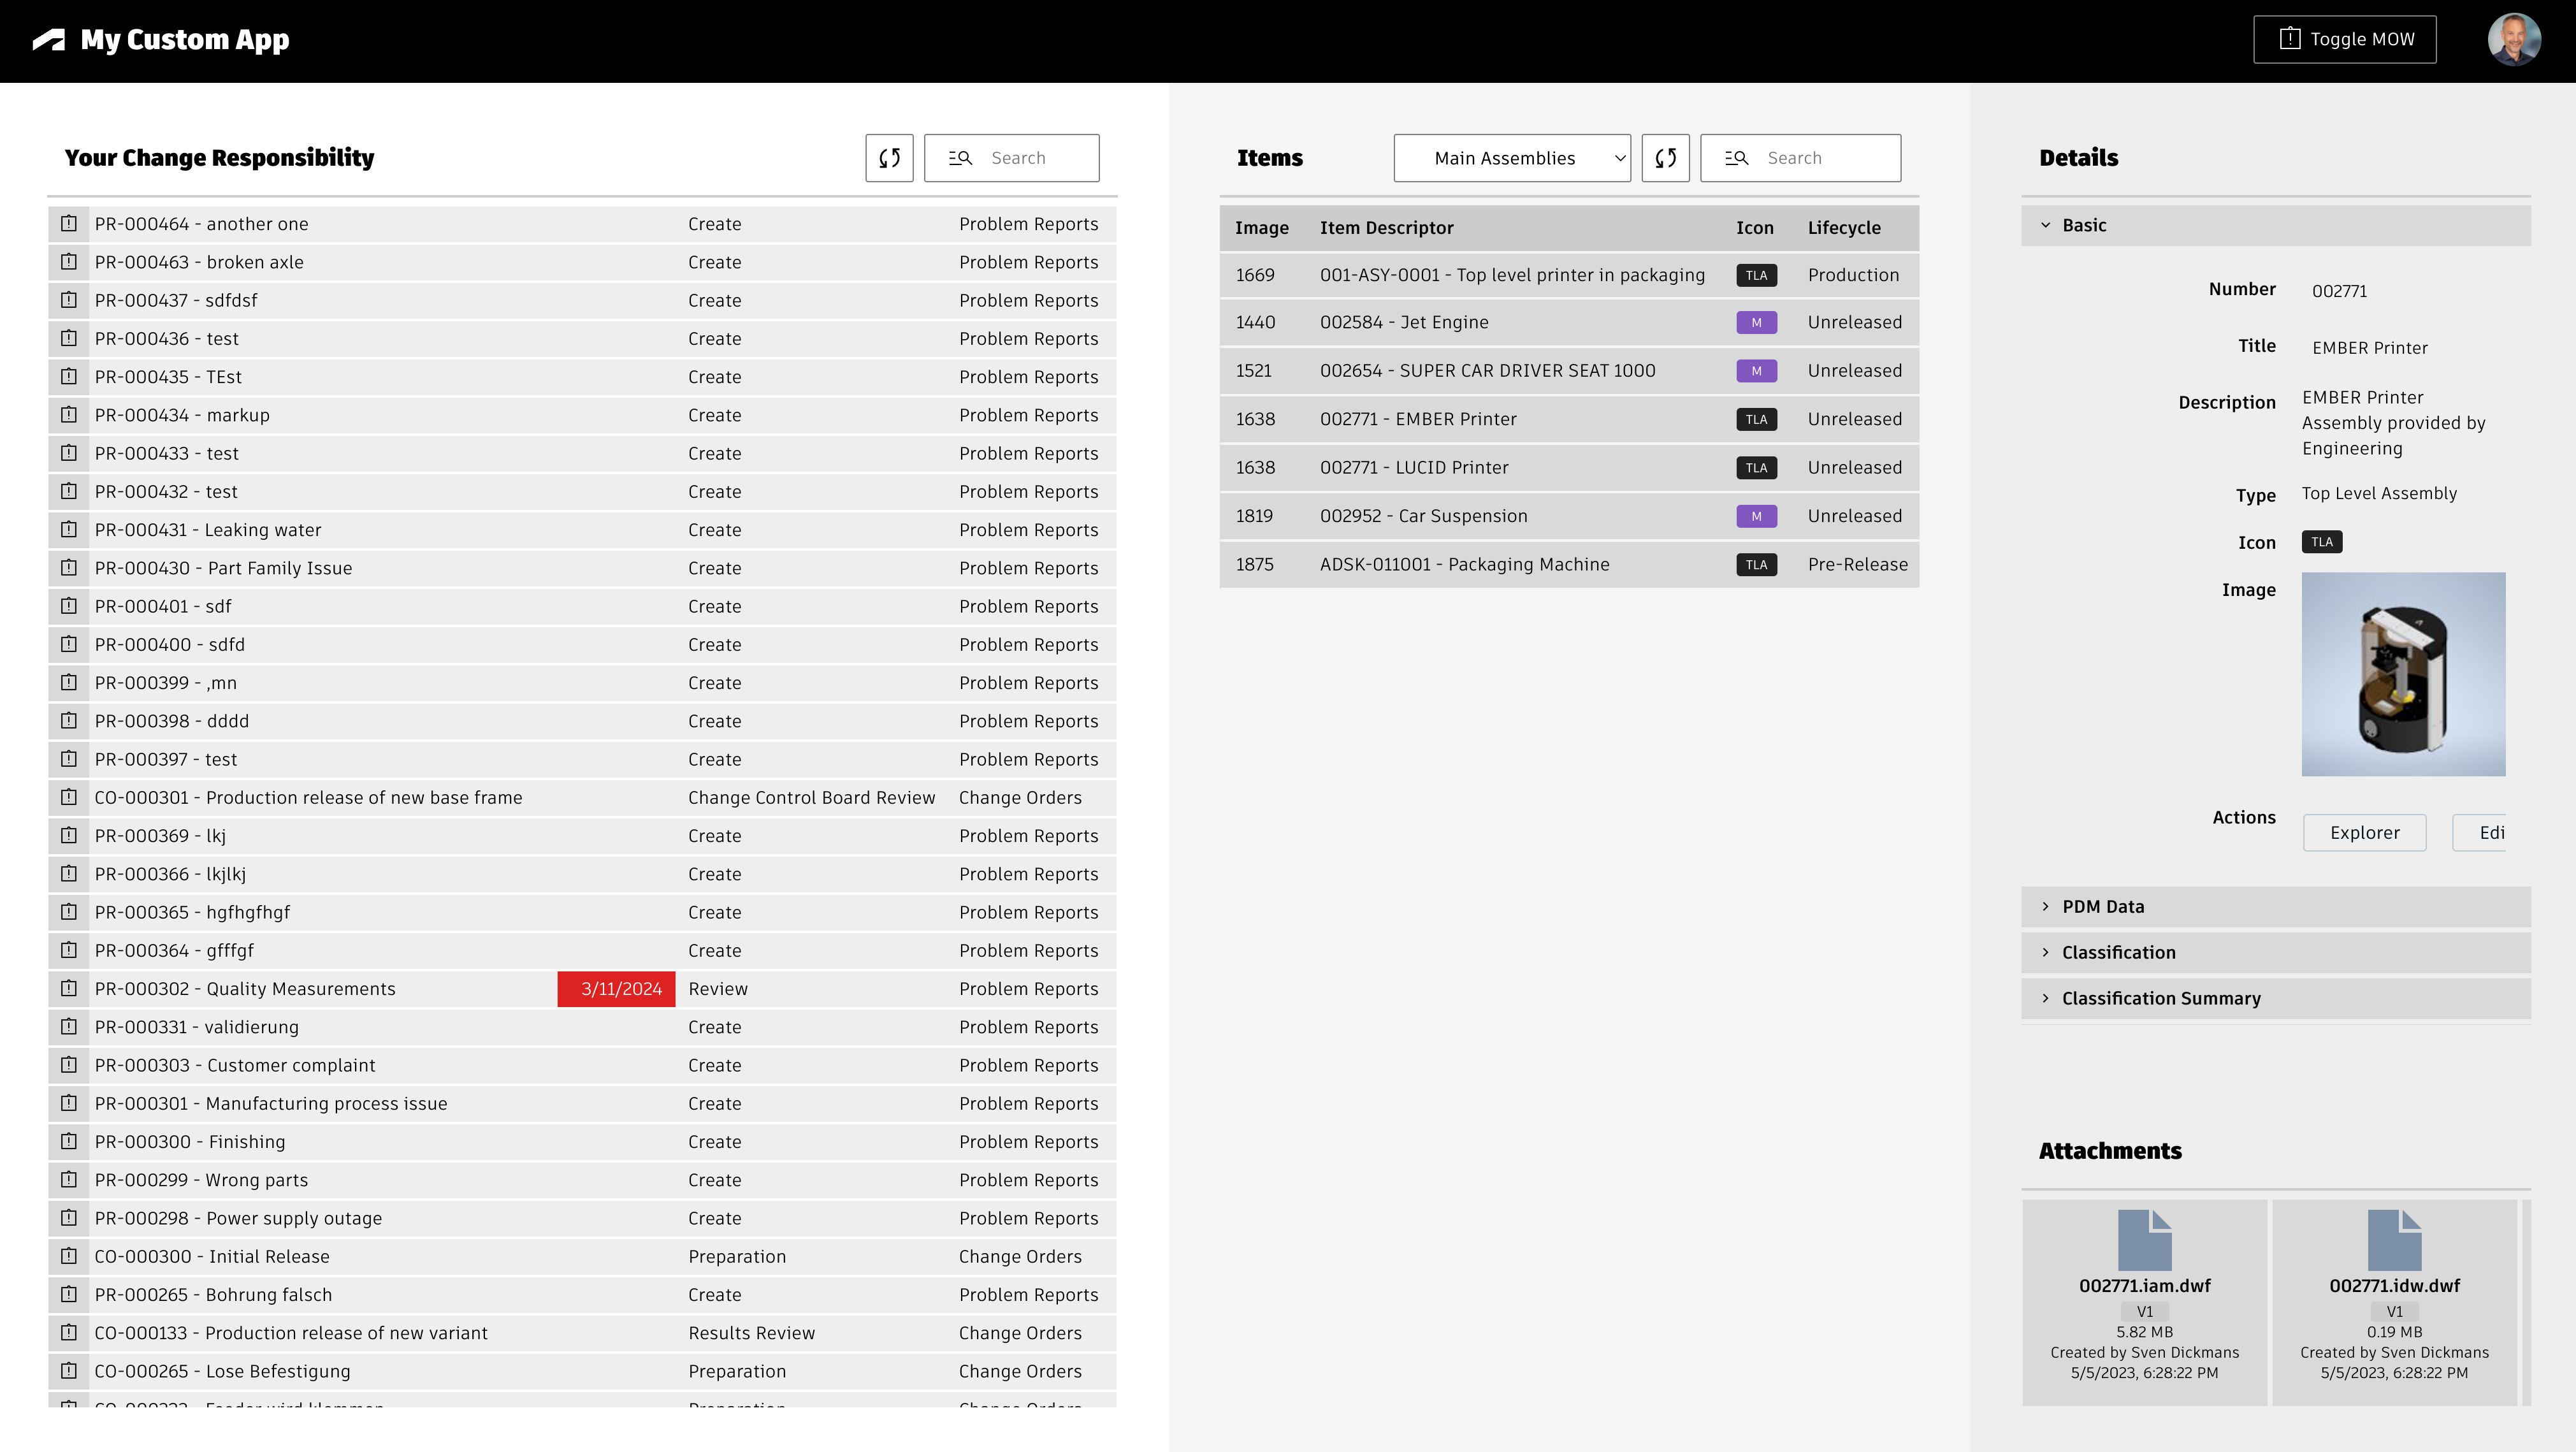 My Custom App
Toggle MOW
Your Change Responsibility
Search
PR-000464 - another one Create Problem Reports
PR-000463 - broken axle Create Problem Reports
PR-000437 - sdfdsf Create Problem Reports
PR-000436 - test Create Problem Reports
PR-000435 - TEst Create Problem Reports
PR-000434 - markup Create Problem Reports
PR-000433 - test Create Problem Reports
PR-000432 - test Create Problem Reports
PR-000431 - Leaking water Create Problem Reports
PR-000430 - Part Family Issue Create Problem Reports
PR-000401 - sdf Create Problem Reports
PR-000400 - sdfd Create Problem Reports
PR-000399 - ,mn Create Problem Reports
PR-000398 - dddd Create Problem Reports
PR-000397 - test Create Problem Reports
CO-000301 - Production release of new base frame Change Control Board Review Change Orders
PR-000369 - lkj Create Problem Reports
PR-000366 - lkjlkj Create Problem Reports
PR-000365 - hgfhgfhgf Create Problem Reports
PR-000364 - gfffgf Create Problem Reports
PR-000302 - Quality Measurements 3/11/2024 Review Problem Reports
PR-000331 - validierung Create Problem Reports
PR-000303 - Customer complaint Create Problem Reports
PR-000301 - Manufacturing process issue Create Problem Reports
PR-000300 - Finishing Create Problem Reports
PR-000299 - Wrong parts Create Problem Reports
PR-000298 - Power supply outage Create Problem Reports
CO-000300 - Initial Release Preparation Change Orders
PR-000265 - Bohrung falsch Create Problem Reports
CO-000133 - Production release of new variant Results Review Change Orders
CO-000265 - Lose Befestigung Preparation Change Orders
Items
Main Assemblies
Search
Image Item Descriptor Icon Lifecycle
1669 001-ASY-0001 - Top level printer in packaging TLA Production
1440 002584 - Jet Engine M Unreleased
1521 002654 - SUPER CAR DRIVER SEAT 1000 M Unreleased
1638 002771 - EMBER Printer TLA Unreleased
1638 002771 - LUCID Printer TLA Unreleased
1819 002952 - Car Suspension M Unreleased
1875 ADSK-011001 - Packaging Machine TLA Pre-Release
Details
Basic
Number 002771
Title EMBER Printer
Description EMBER Printer
Assembly provided by
Engineering
Type Top Level Assembly
Icon TLA
Image
Actions Explorer Edi
PDM Data
Classification
Classification Summary
Attachments
002771.iam.dwf
V1
5.82 MB
Created by Sven Dickmans
5/5/2023, 6:28:22 PM
002771.idw.dwf
V1
0.19 MB
Created by Sven Dickmans
5/5/2023, 6:28:22 PM